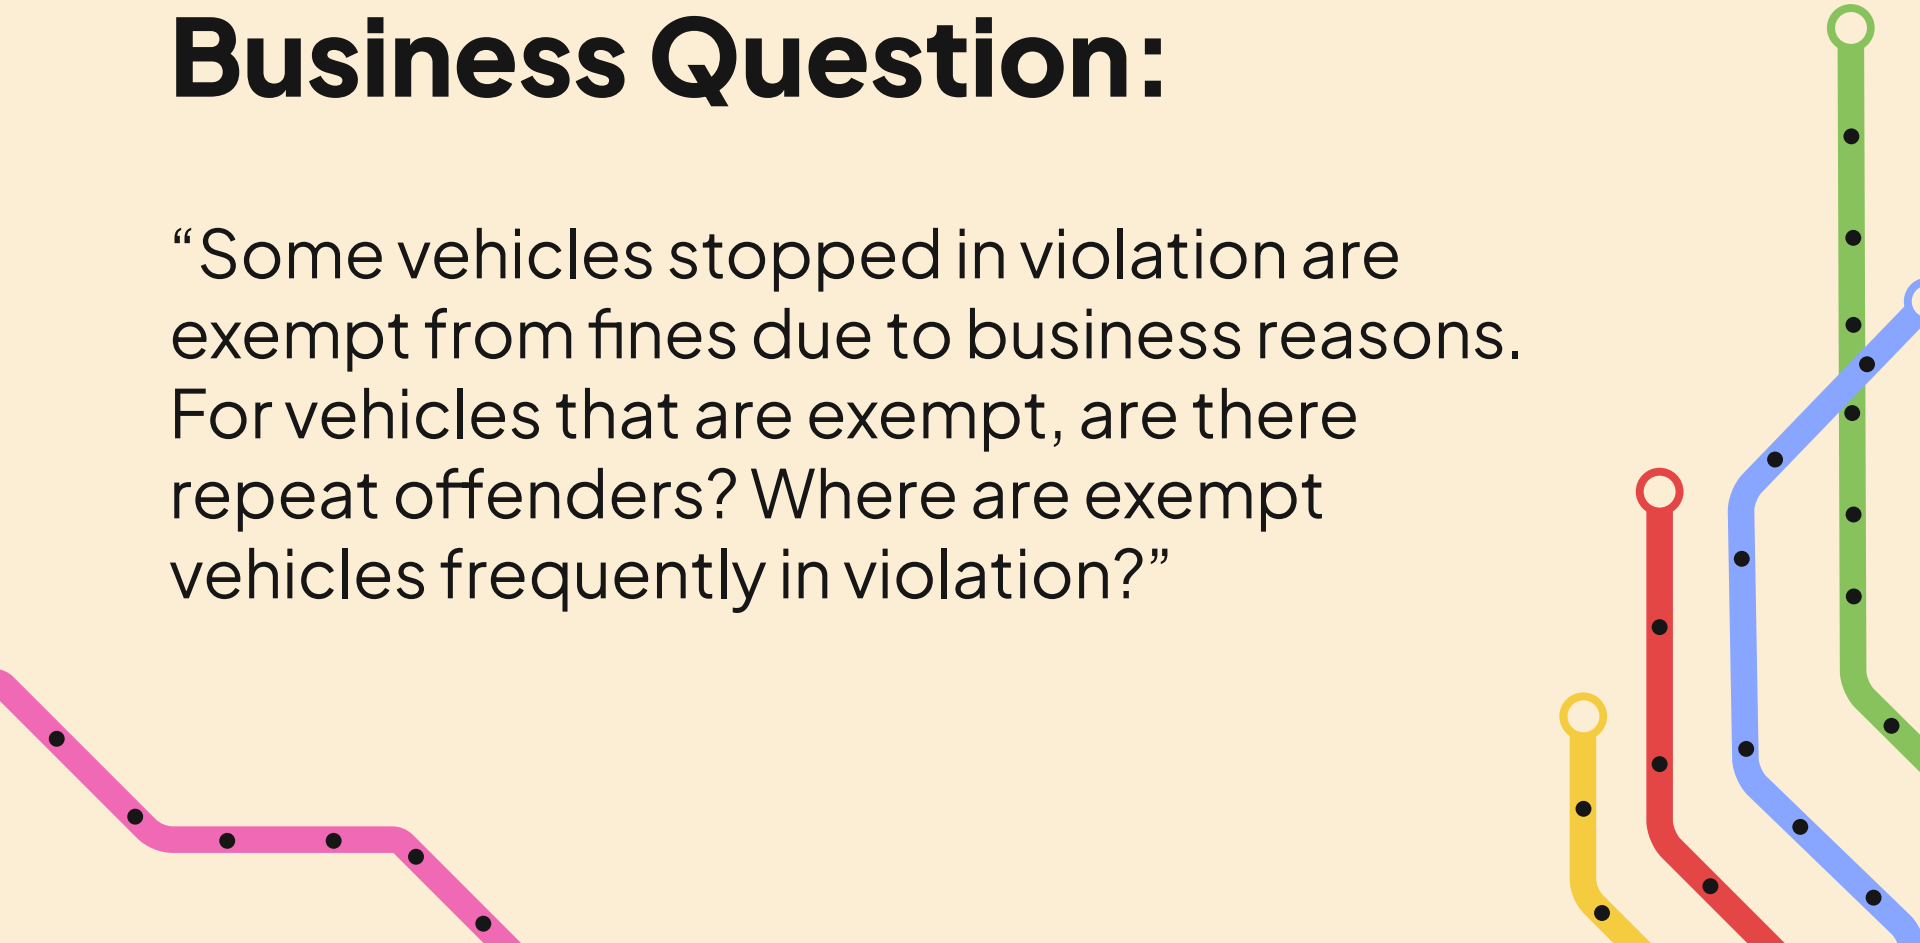 Business Question:
“Some vehicles stopped in violation are
exempt from fines due to business reasons.
For vehicles that are exempt, are there
repeat offenders? Where are exempt
vehicles frequently in violation?”